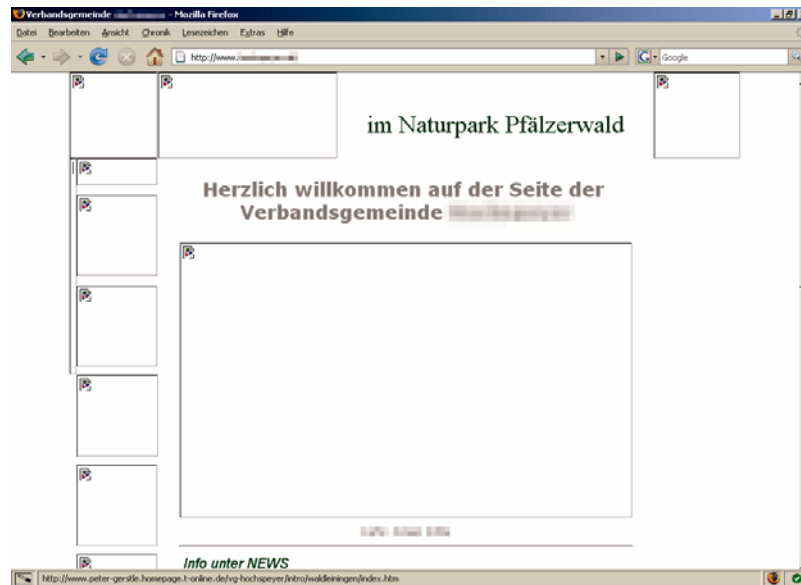 Verbandsgemeinde - Mozilla Firefox
Datei Bearbeiten Ansicht Chronik Lesezeichen Extras Hilfe
http://www. Google
im Naturpark Pfälzerwald
Herzlich willkommen auf der Seite der
Verbandsgemeinde
Info unter NEWS
http://www.peter-gerstle.homepage.t-online.de/vg-hochspeyer/intro/waldleiningen/index.htm